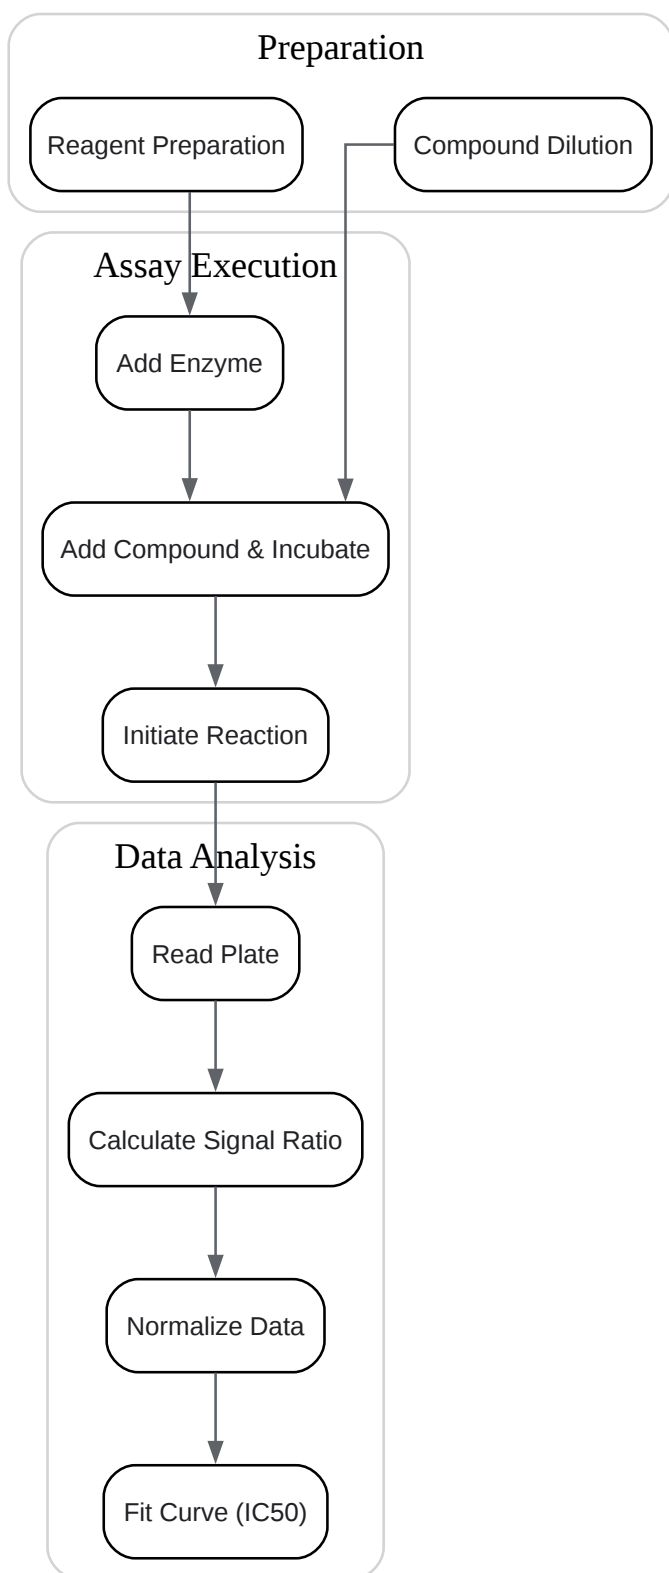 Preparation
Reagent Preparation
Compound Dilution
Assay Execution
Add Enzyme
Add Compound & Incubate
Initiate Reaction
Data Analysis
Read Plate
Calculate Signal Ratio
Normalize Data
Fit Curve (IC50)